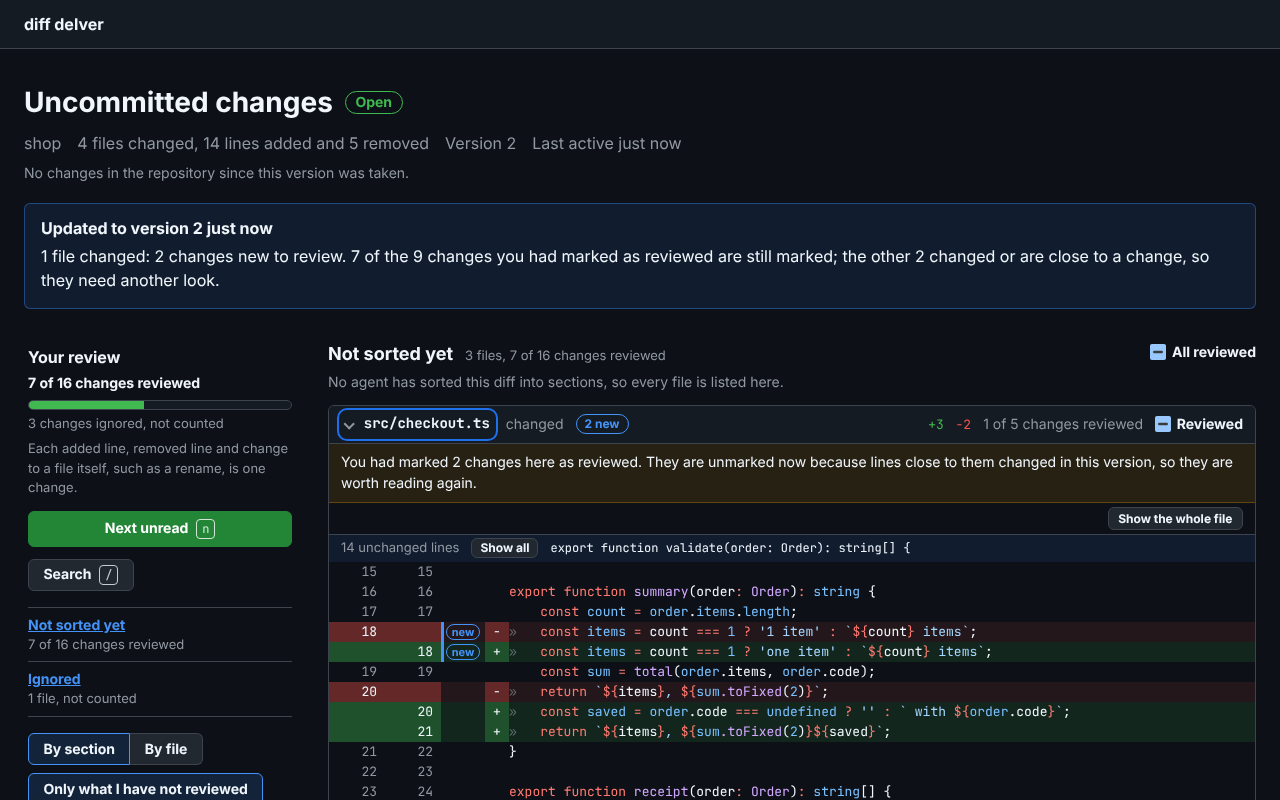 diff delver
Uncommitted changes Open
shop 4 files changed, 14 lines added and 5 removed Version 2 Last active just now
No changes in the repository since this version was taken.
Updated to version 2 just now
1 file changed: 2 changes new to review. 7 of the 9 changes you had marked as reviewed are still marked; the other 2 changed or are close to a change, so
they need another look.
Your review
7 of 16 changes reviewed
3 changes ignored, not counted
Each added line, removed line and change
to a file itself, such as a rename, is one
change.
Next unread n
Search /
Not sorted yet
7 of 16 changes reviewed
Ignored
1 file, not counted
By section By file
Only what I have not reviewed
Not sorted yet 3 files, 7 of 16 changes reviewed All reviewed
No agent has sorted this diff into sections, so every file is listed here.
src/checkout.ts changed 2 new +3 -2 1 of 5 changes reviewed Reviewed
You had marked 2 changes here as reviewed. They are unmarked now because lines close to them changed in this version, so they are
worth reading again.
Show the whole file
14 unchanged lines Show all export function validate(order: Order): string[] {
15 15
16 16 export function summary(order: Order): string {
17 17 const count = order.items.length;
18 new - » const items = count === 1 ? '1 item' : `${count} items`;
18 new + » const items = count === 1 ? 'one item' : `${count} items`;
19 19 const sum = total(order.items, order.code);
20 - » return `${items}, ${sum.toFixed(2)}`;
20 + » const saved = order.code === undefined ? '' : ` with ${order.code}`;
21 + » return `${items}, ${sum.toFixed(2)}${saved}`;
21 22 }
22 23
23 24 export function receipt(order: Order): string[] {